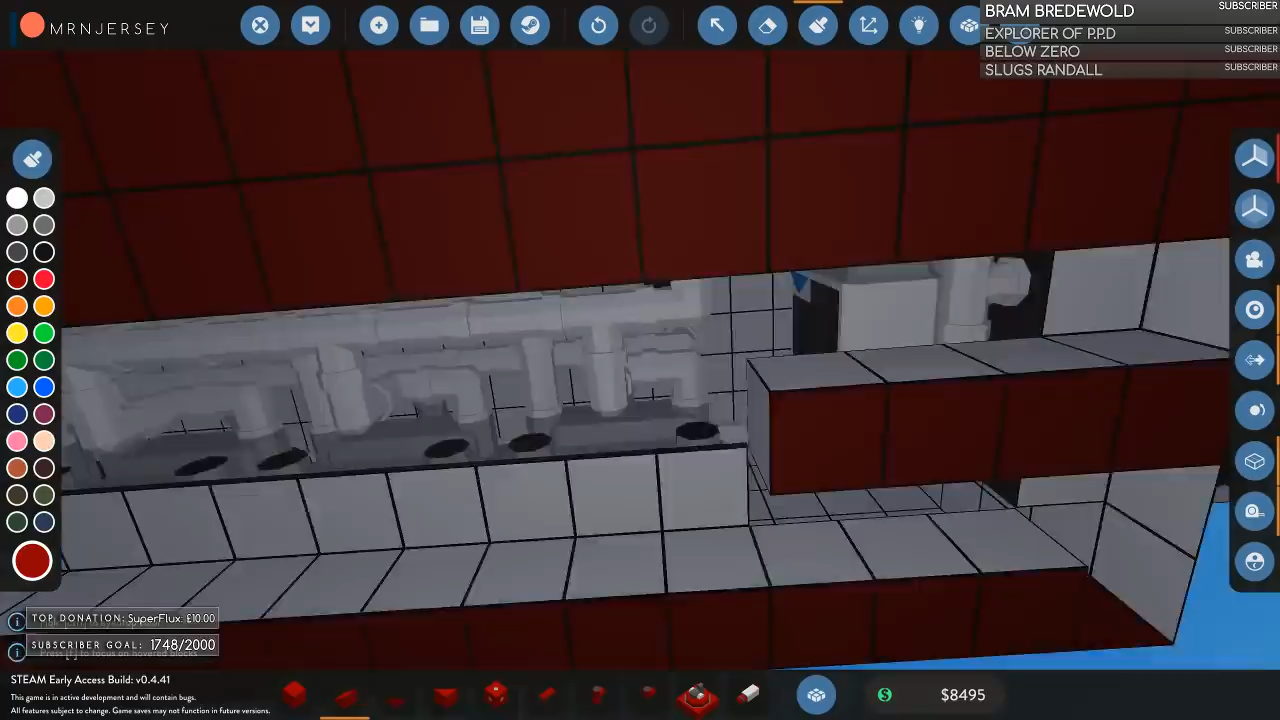 MRNJERSEY
BRAM BREDEWOLD SUBSCRIBER
EXPLORER OF P.P.D SUBSCRIBER
BELOW ZERO SUBSCRIBER
SLUGS RANDALL SUBSCRIBER
TOP DONATION: SuperFlux: £10.00
SUBSCRIBER GOAL: 1748/2000
STEAM Early Access Build: v0.4.41
This game is in active development and will contain bugs.
All features subject to change. Game saves may not function in future versions.
$ $8495